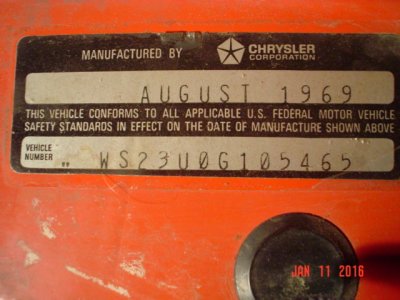 MANUFACTURED BY CHRYSLER
CORPORATION
AUGUST 1969
THIS VEHICLE CONFORMS TO ALL APPLICABLE U.S. FEDERAL MOTOR VEHICLE
SAFETY STANDARDS IN EFFECT ON THE DATE OF MANUFACTURE SHOWN ABOVE
VEHICLE
NUMBER
WS23U0G105465
JAN 11 2016